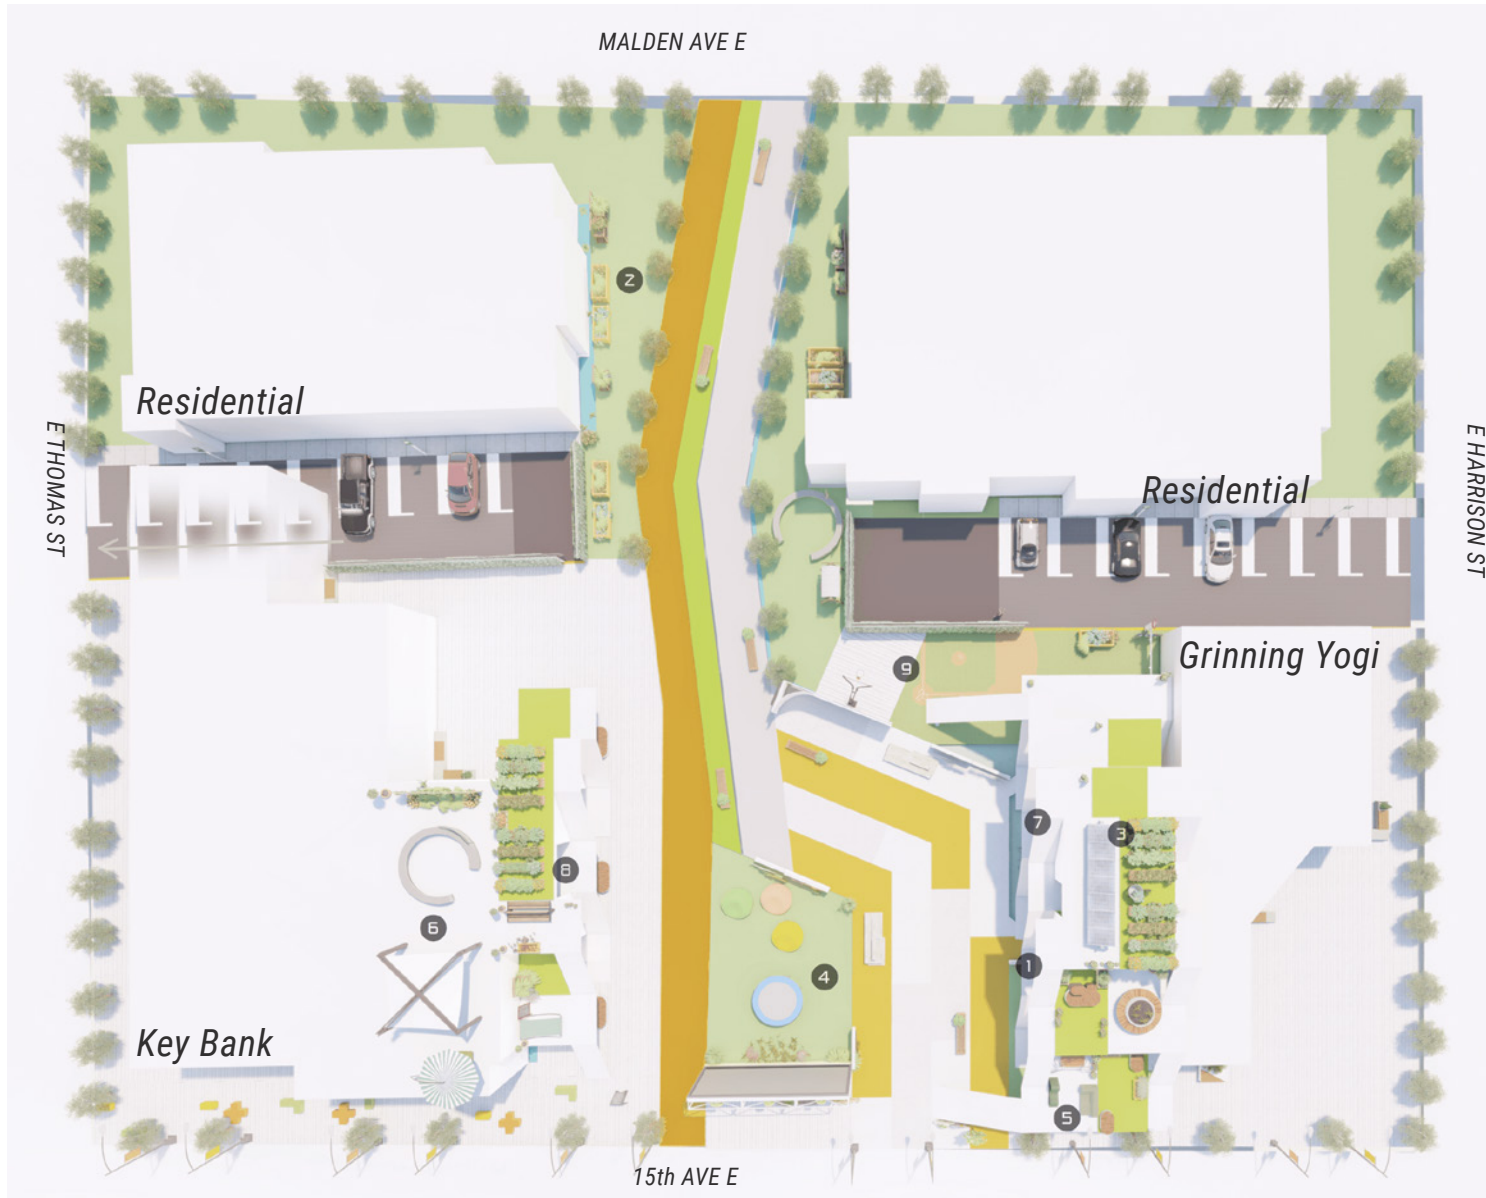 MALDEN AVE E
2
Residential
E THOMAS ST
Residential
E HARRISON ST
Grinning Yogi
9
7
3
8
6
4
1
Key Bank
5
15th AVE E